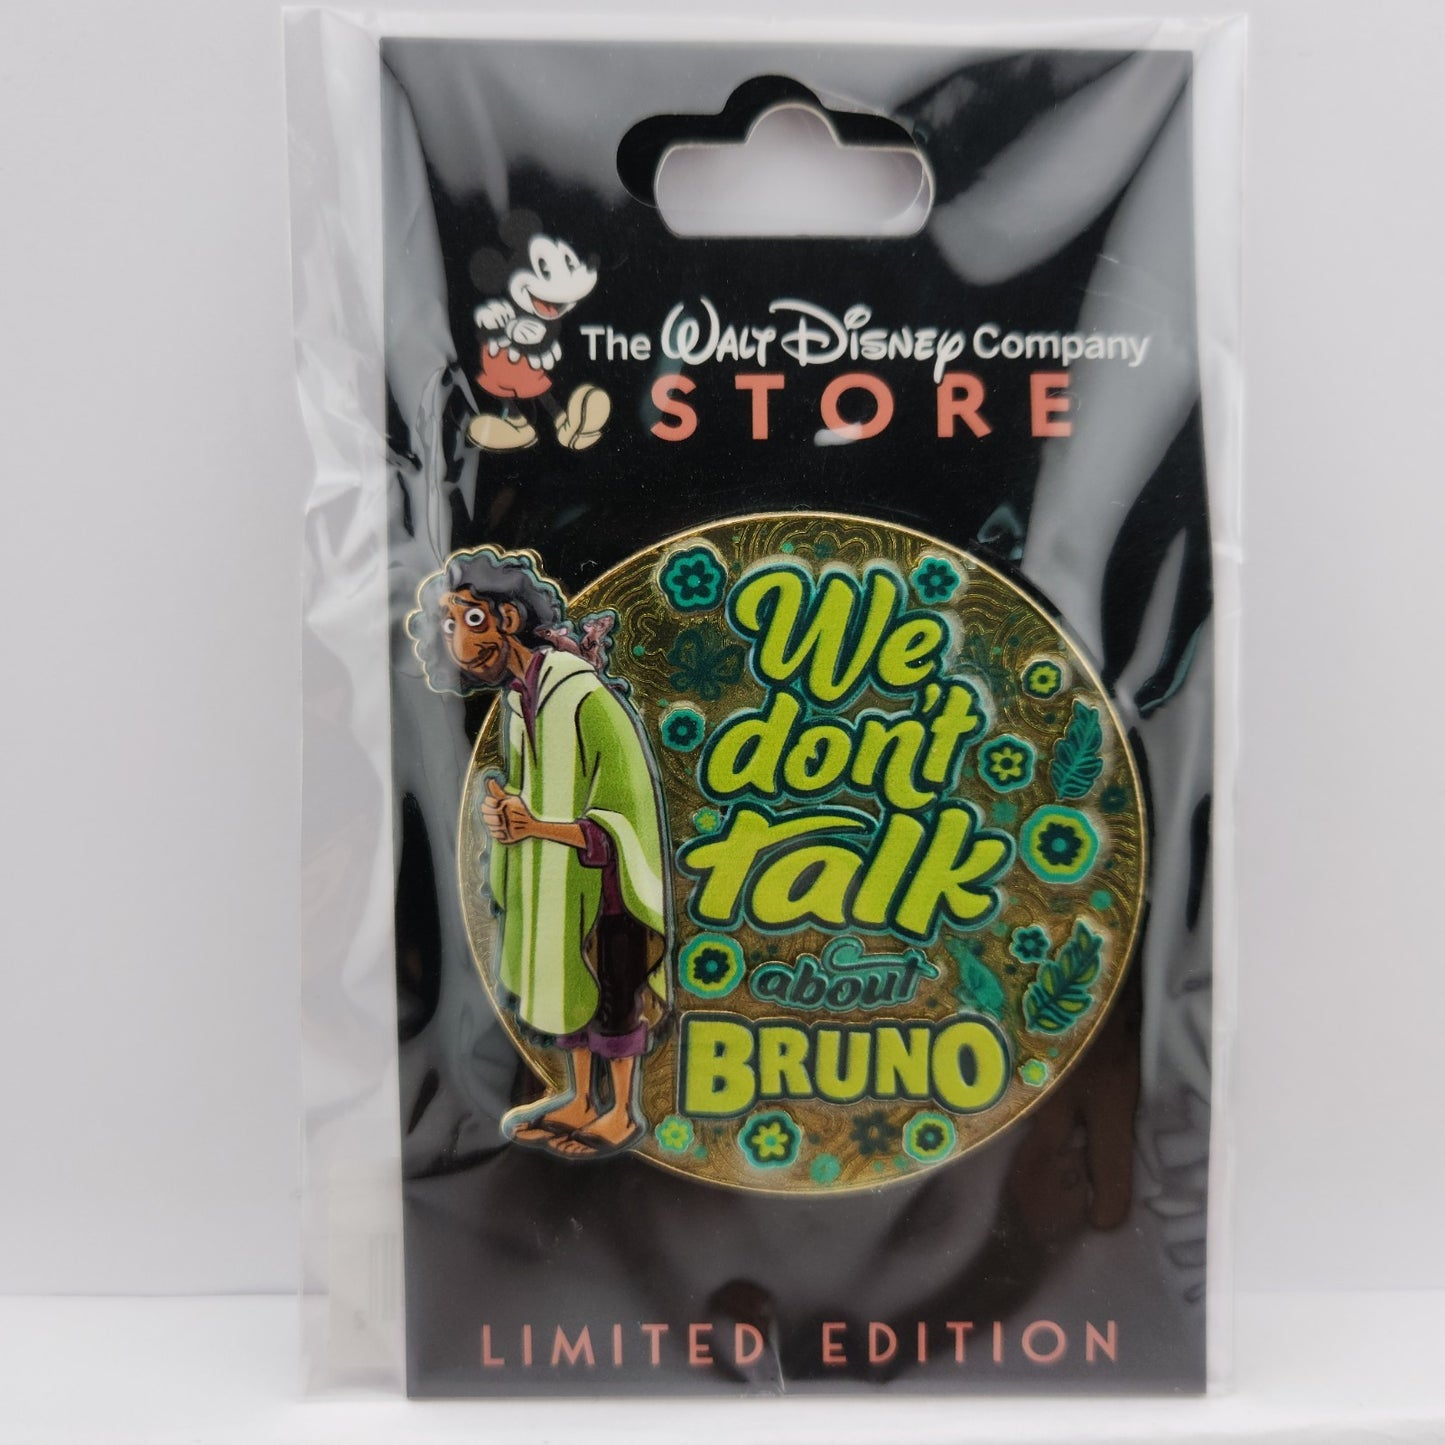 The Walt Disney Company
STORE
We
don't
talk
about
BRUNO
LIMITED EDITION